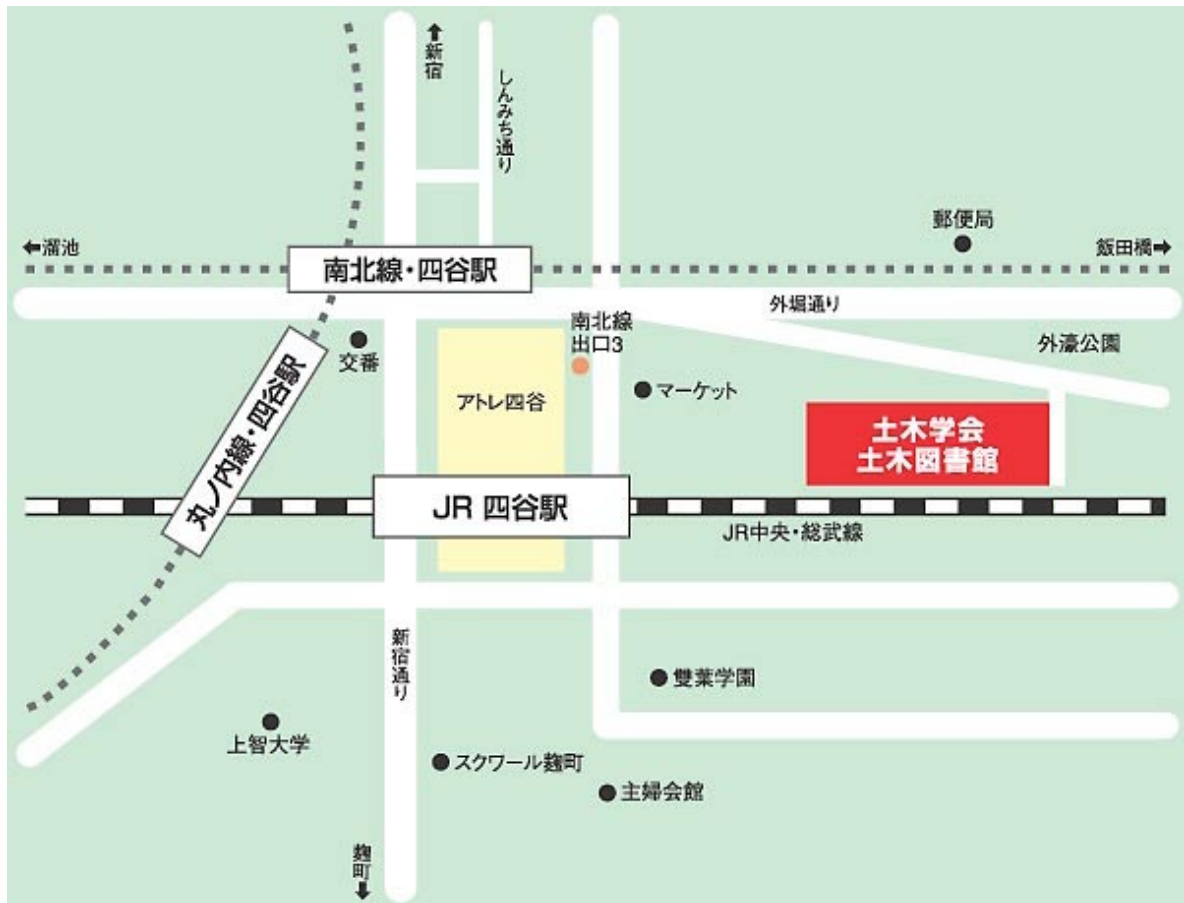 ↑新宿
しんみち通り
郵便局
←溜池
飯田橋→
南北線・四谷駅
外堀通り
南北線
出口3
外濠公園
交番
丸ノ内線・四谷駅
アトレ四谷
マーケット
土木学会
土木図書館
JR 四谷駅
JR中央・総武線
新宿通り
雙葉学園
上智大学
スクワール麹町
主婦会館
麹町↓